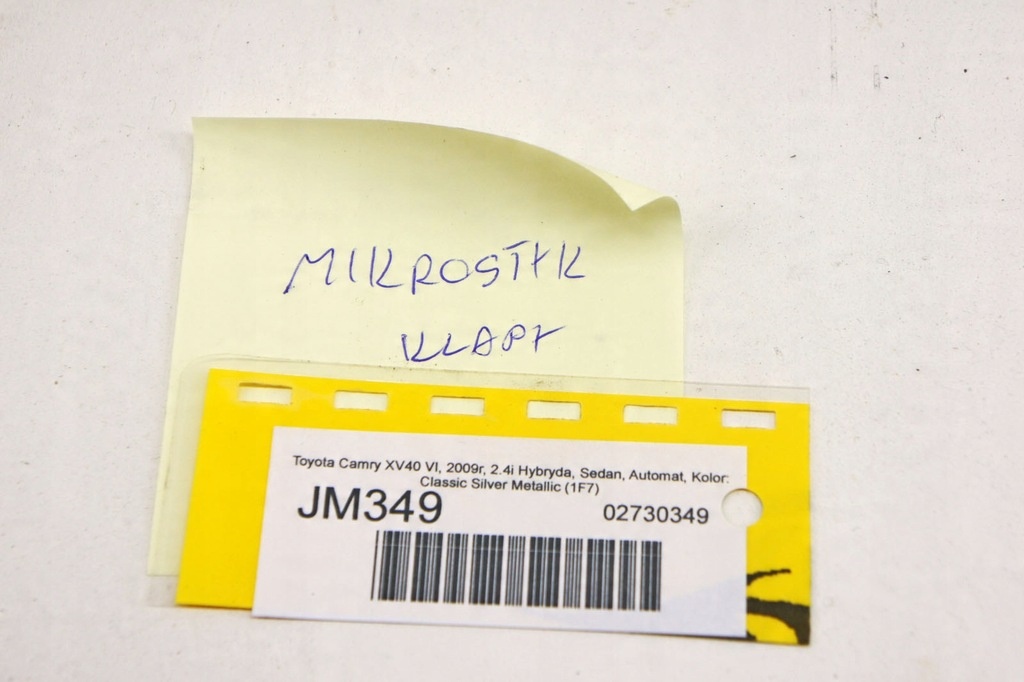 MIKROSTYK
KLAPY
Toyota Camry XV40 VI, 2009r, 2.4i Hybryda, Sedan, Automat, Kolor:
Classic Silver Metallic (1F7)
JM349 02730349